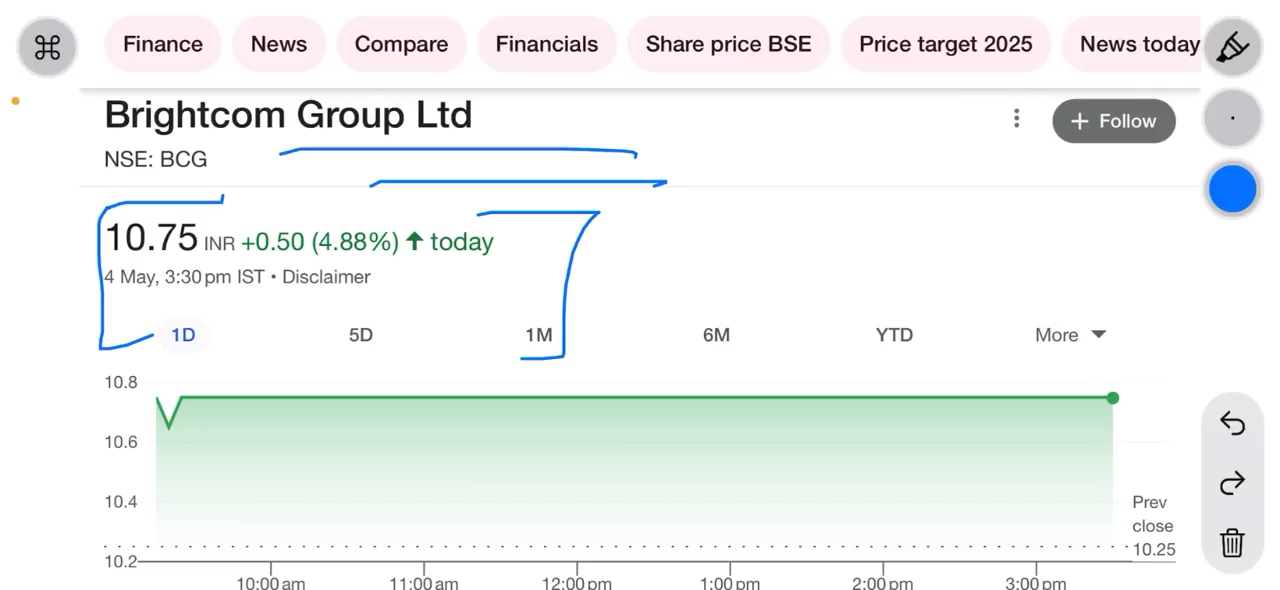 Finance News Compare Financials Share price BSE Price target 2025 News today
Brightcom Group Ltd
+ Follow
NSE: BCG
10.75 INR +0.50 (4.88%) today
4 May, 3:30 pm IST • Disclaimer
1D 5D 1M 6M YTD More
10.8
10.6
10.4
10.2
Prev
close
10.25
10:00 am 11:00 am 12:00 pm 1:00 pm 2:00 pm 3:00 pm